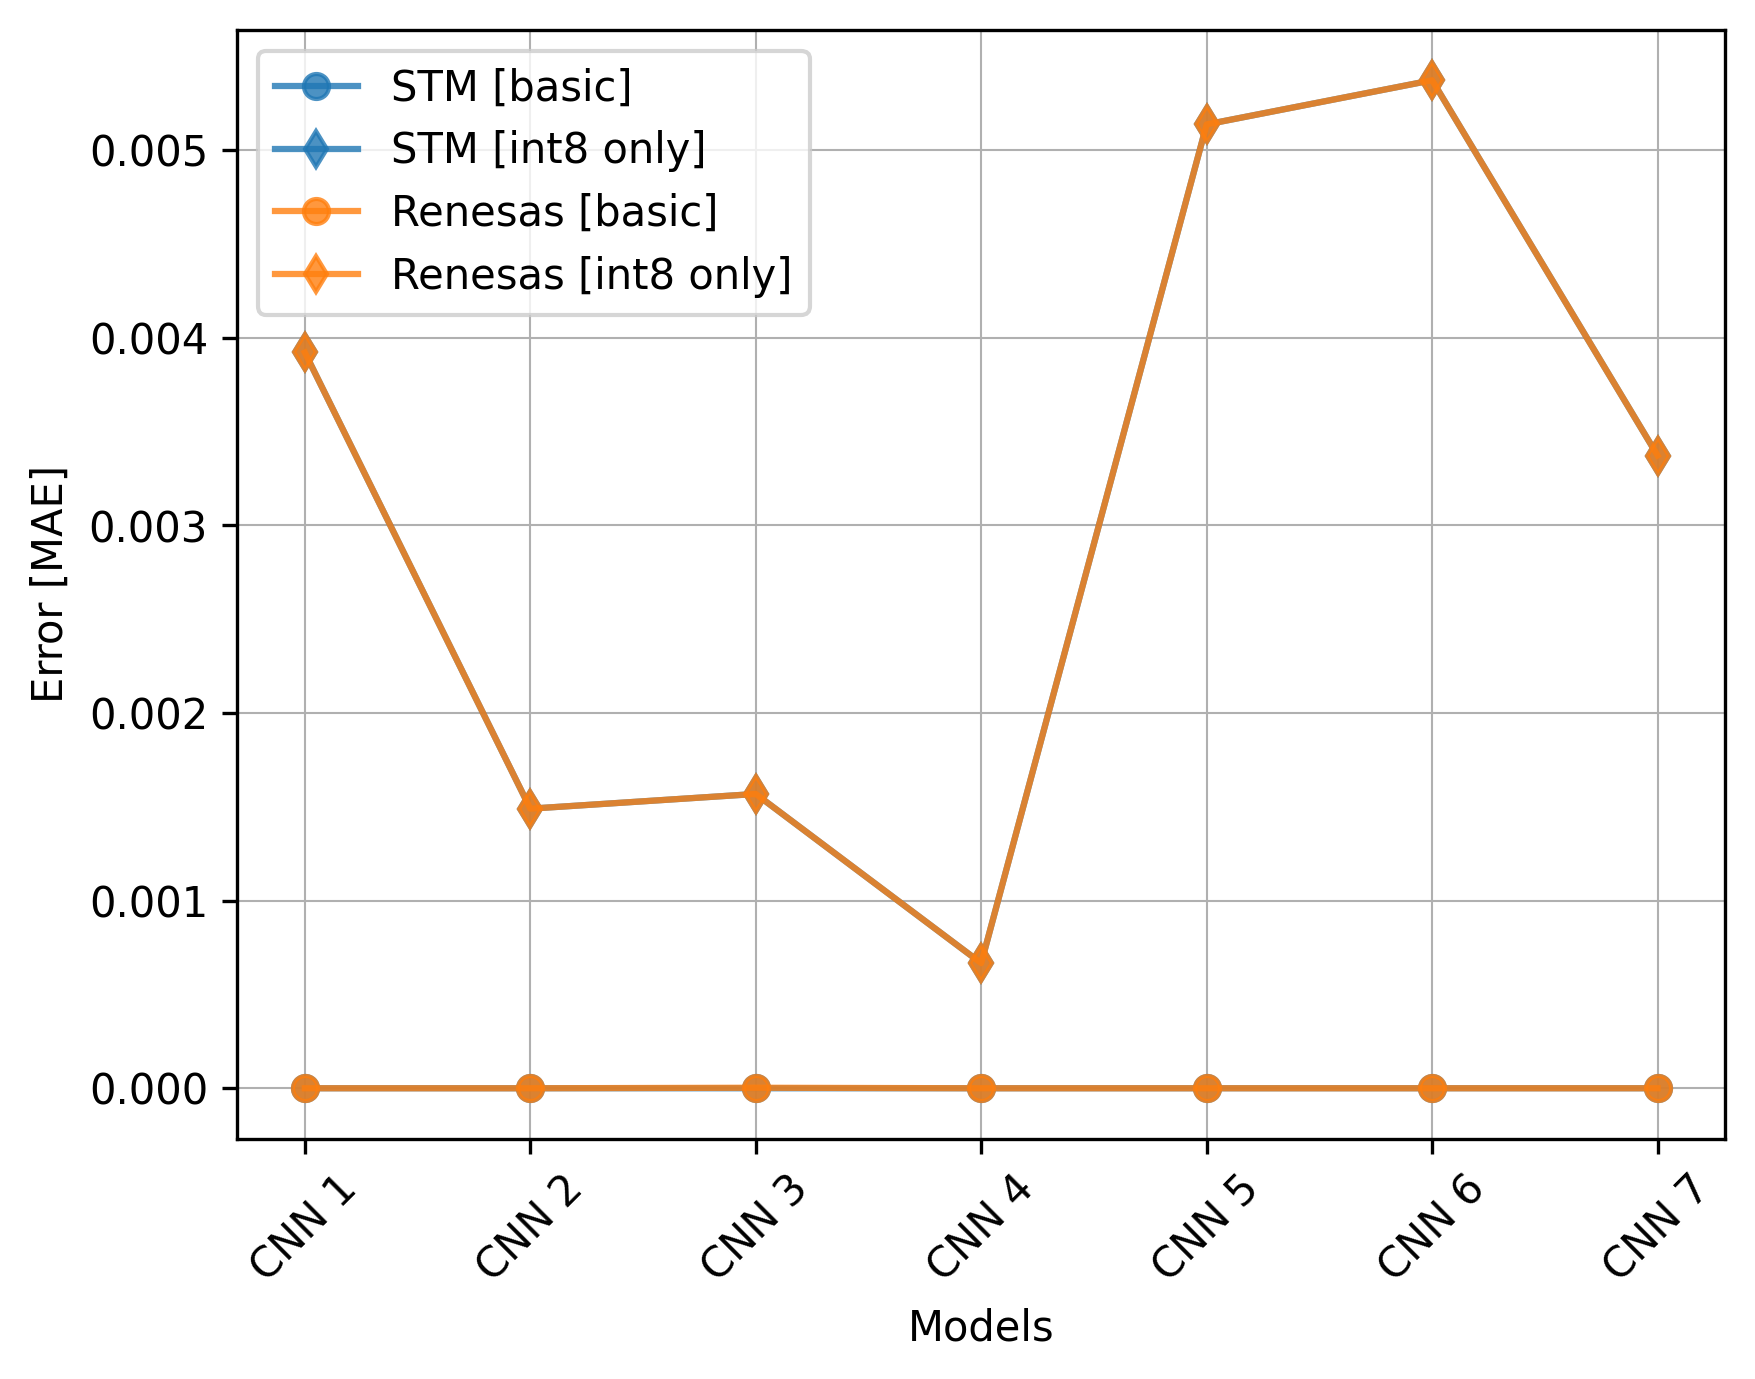 STM [basic]
STM [int8 only]
Renesas [basic]
Renesas [int8 only]
Error [MAE]
0.005
0.004
0.003
0.002
0.001
0.000
CNN 1
CNN 2
CNN 3
CNN 4
CNN 5
CNN 6
CNN 7
Models